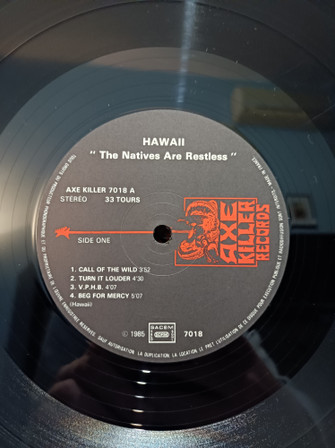 HAWAII
" The Natives Are Restless "
AXE KILLER 7018 A
STEREO 33 TOURS
SIDE ONE
AXE
KILLER
RECORDS
1. CALL OF THE WILD 3'52
2. TURN IT LOUDER 4'30
3. V.P.H.B. 4'07
4. BEG FOR MERCY 5'07
(Hawaii)
℗ 1985 SACEM 7018
SAUF AUTORISATION LA DUPLICATION, LA LOCATION, LE PRET, L'UTILISATION DE CE DISQUE POUR EXECUTION PUBLIQUE ET